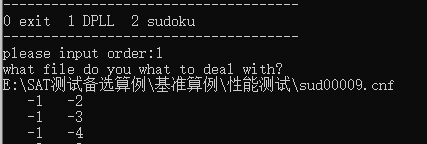 ----------------------------------
0 exit  1 DPLL  2 sudoku
----------------------------------
please input order:1
what file do you what to deal with?
E:\SAT测试备选算例\基准算例\性能测试\sud00009.cnf
-1  -2
-1  -3
-1  -4